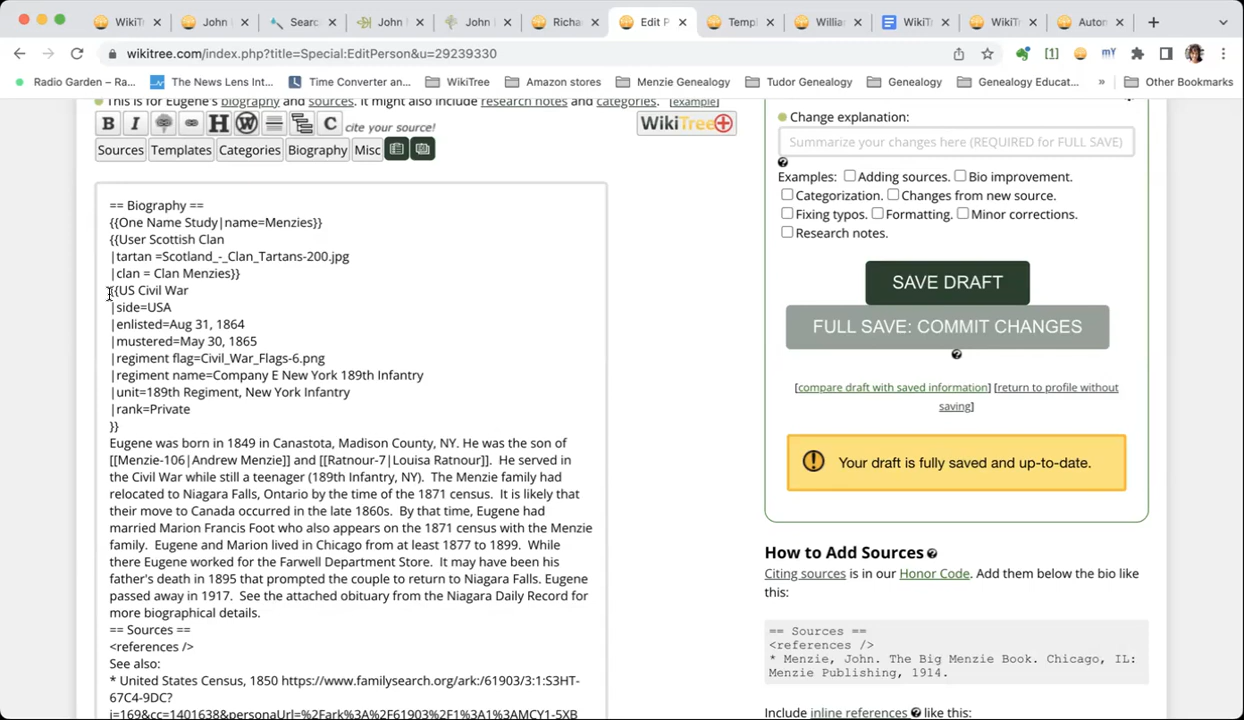 WikiTr
John
Searc
John
John
Richa
Edit P
Templ
Willia
WikiT
WikiTr
Autor
wikitree.com/index.php?title=Special:EditPerson&u=29239330
[1]
mY
Radio Garden – Ra...
The News Lens Int...
Time Converter an...
WikiTree
Amazon stores
Menzie Genealogy
Tudor Genealogy
Genealogy
Genealogy Educat...
»
Other Bookmarks
This is for Eugene's biography and sources. It might also include research notes and categories. [example]
B I H W C cite your source!
WikiTree+
Sources Templates Categories Biography Misc
== Biography ==
{{One Name Study|name=Menzies}}
{{User Scottish Clan
|tartan =Scotland_-_Clan_Tartans-200.jpg
|clan = Clan Menzies}}
{{US Civil War
|side=USA
|enlisted=Aug 31, 1864
|mustered=May 30, 1865
|regiment flag=Civil_War_Flags-6.png
|regiment name=Company E New York 189th Infantry
|unit=189th Regiment, New York Infantry
|rank=Private
}}
Eugene was born in 1849 in Canastota, Madison County, NY. He was the son of
[[Menzie-106|Andrew Menzie]] and [[Ratnour-7|Louisa Ratnour]]. He served in
the Civil War while still a teenager (189th Infantry, NY). The Menzie family had
relocated to Niagara Falls, Ontario by the time of the 1871 census. It is likely that
their move to Canada occurred in the late 1860s. By that time, Eugene had
married Marion Francis Foot who also appears on the 1871 census with the Menzie
family. Eugene and Marion lived in Chicago from at least 1877 to 1899. While
there Eugene worked for the Farwell Department Store. It may have been his
father's death in 1895 that prompted the couple to return to Niagara Falls. Eugene
passed away in 1917. See the attached obituary from the Niagara Daily Record for
more biographical details.
== Sources ==
<references />
See also:
* United States Census, 1850 https://www.familysearch.org/ark:/61903/3:1:S3HT-
67C4-9DC?
i=169&cc=1401638&personaUrl=%2Fark%3A%2F61903%2F1%3A1%3AMCY1-5XB
Change explanation:
Summarize your changes here (REQUIRED for FULL SAVE)
Examples: Adding sources. Bio improvement.
Categorization. Changes from new source.
Fixing typos. Formatting. Minor corrections.
Research notes.
SAVE DRAFT
FULL SAVE: COMMIT CHANGES
[compare draft with saved information] [return to profile without
saving]
Your draft is fully saved and up-to-date.
How to Add Sources
Citing sources is in our Honor Code. Add them below the bio like
this:
== Sources ==
<references />
* Menzie, John. The Big Menzie Book. Chicago, IL:
Menzie Publishing, 1914.
Include inline references like this: